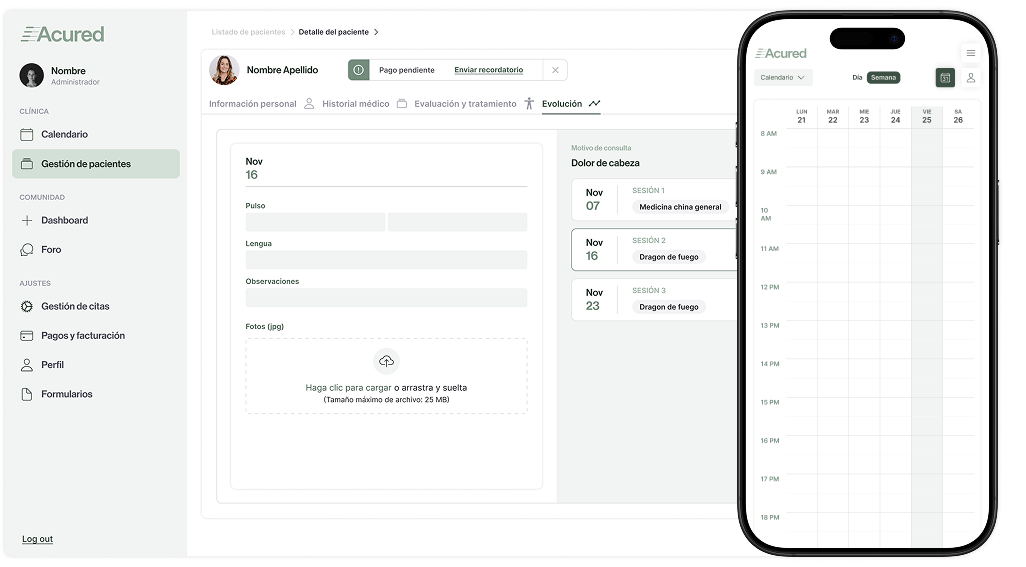 Acured
Nombre
Administrador
CLÍNICA
Calendario
Gestión de pacientes
COMUNIDAD
Dashboard
Foro
AJUSTES
Gestión de citas
Pagos y facturación
Perfil
Formularios
Log out
Listado de pacientes > Detalle del paciente >
Nombre Apellido
Pago pendiente Enviar recordatorio
Información personal Historial médico Evaluación y tratamiento Evolución
Nov
16
Pulso
Lengua
Observaciones
Fotos (jpg)
Haga clic para cargar o arrastra y suelta
(Tamaño máximo de archivo: 25 MB)
Motivo de consulta
Dolor de cabeza
Nov
07
SESIÓN 1
Medicina china general
Nov
16
SESIÓN 2
Dragon de fuego
Nov
23
SESIÓN 3
Dragon de fuego
Acured
Calendario Día Semana 31
LUN MAR MIE JUE VIE SA
21 22 23 24 25 26
8 AM
9 AM
10
AM
11 AM
12 PM
13 PM
14 PM
15 PM
16 PM
17 PM
18 PM